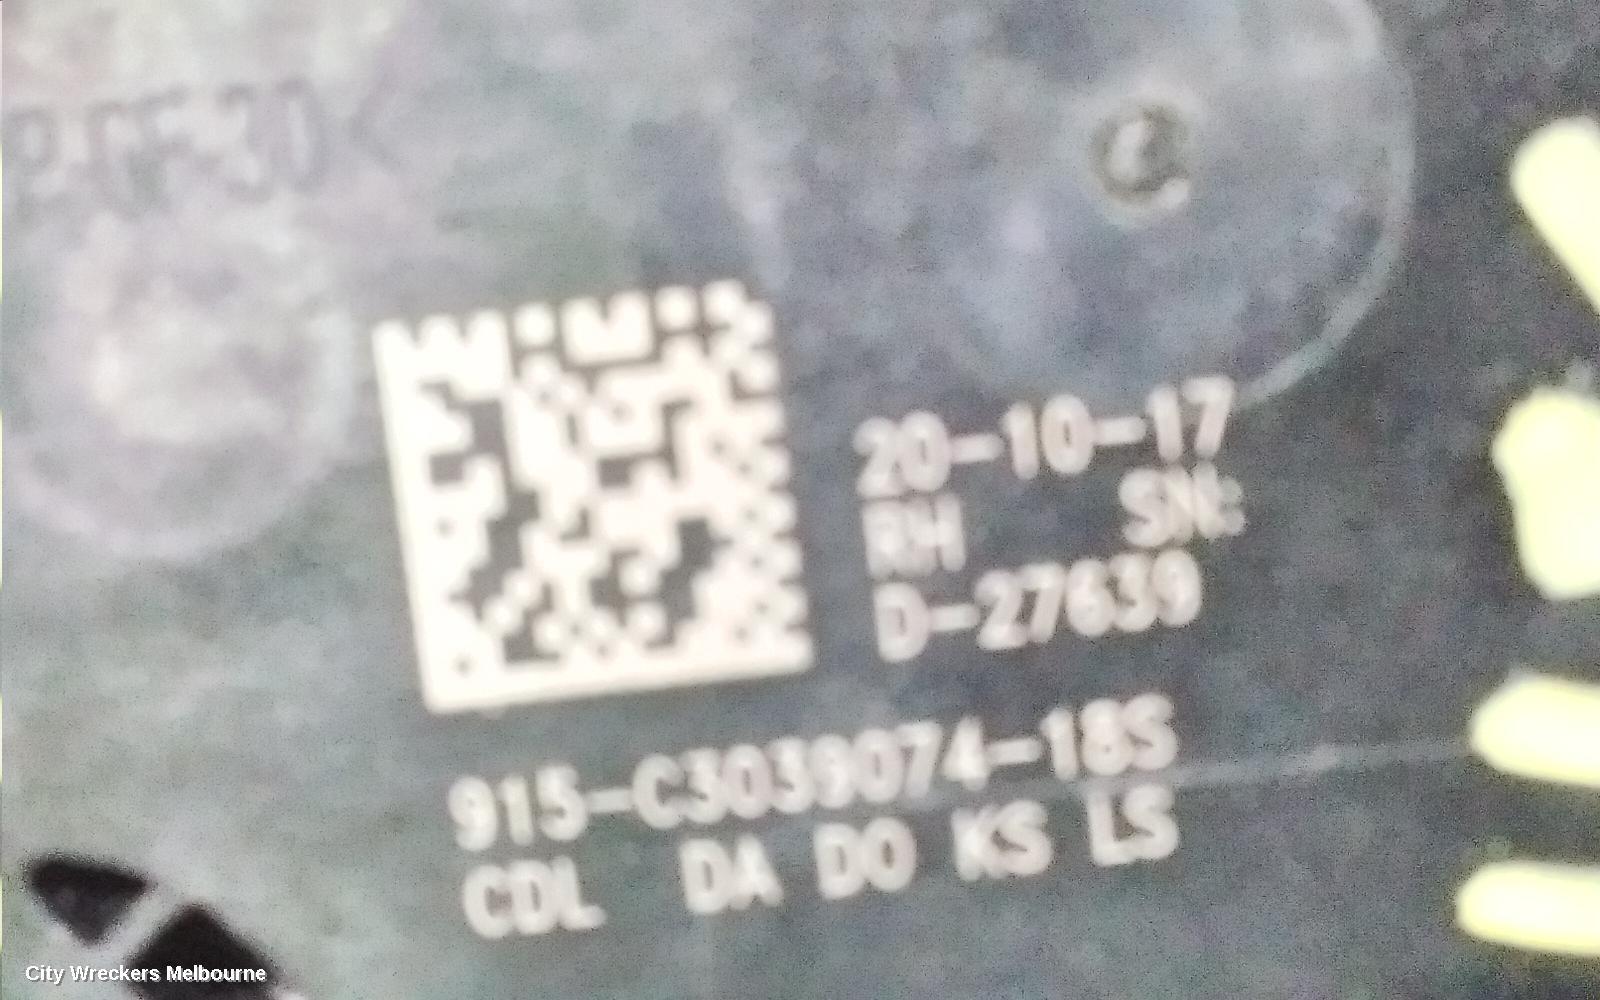 20-10-17
RH SN:
D-27639
915-C3039074-18S
CDL DA DO KS LS
City Wreckers Melbourne